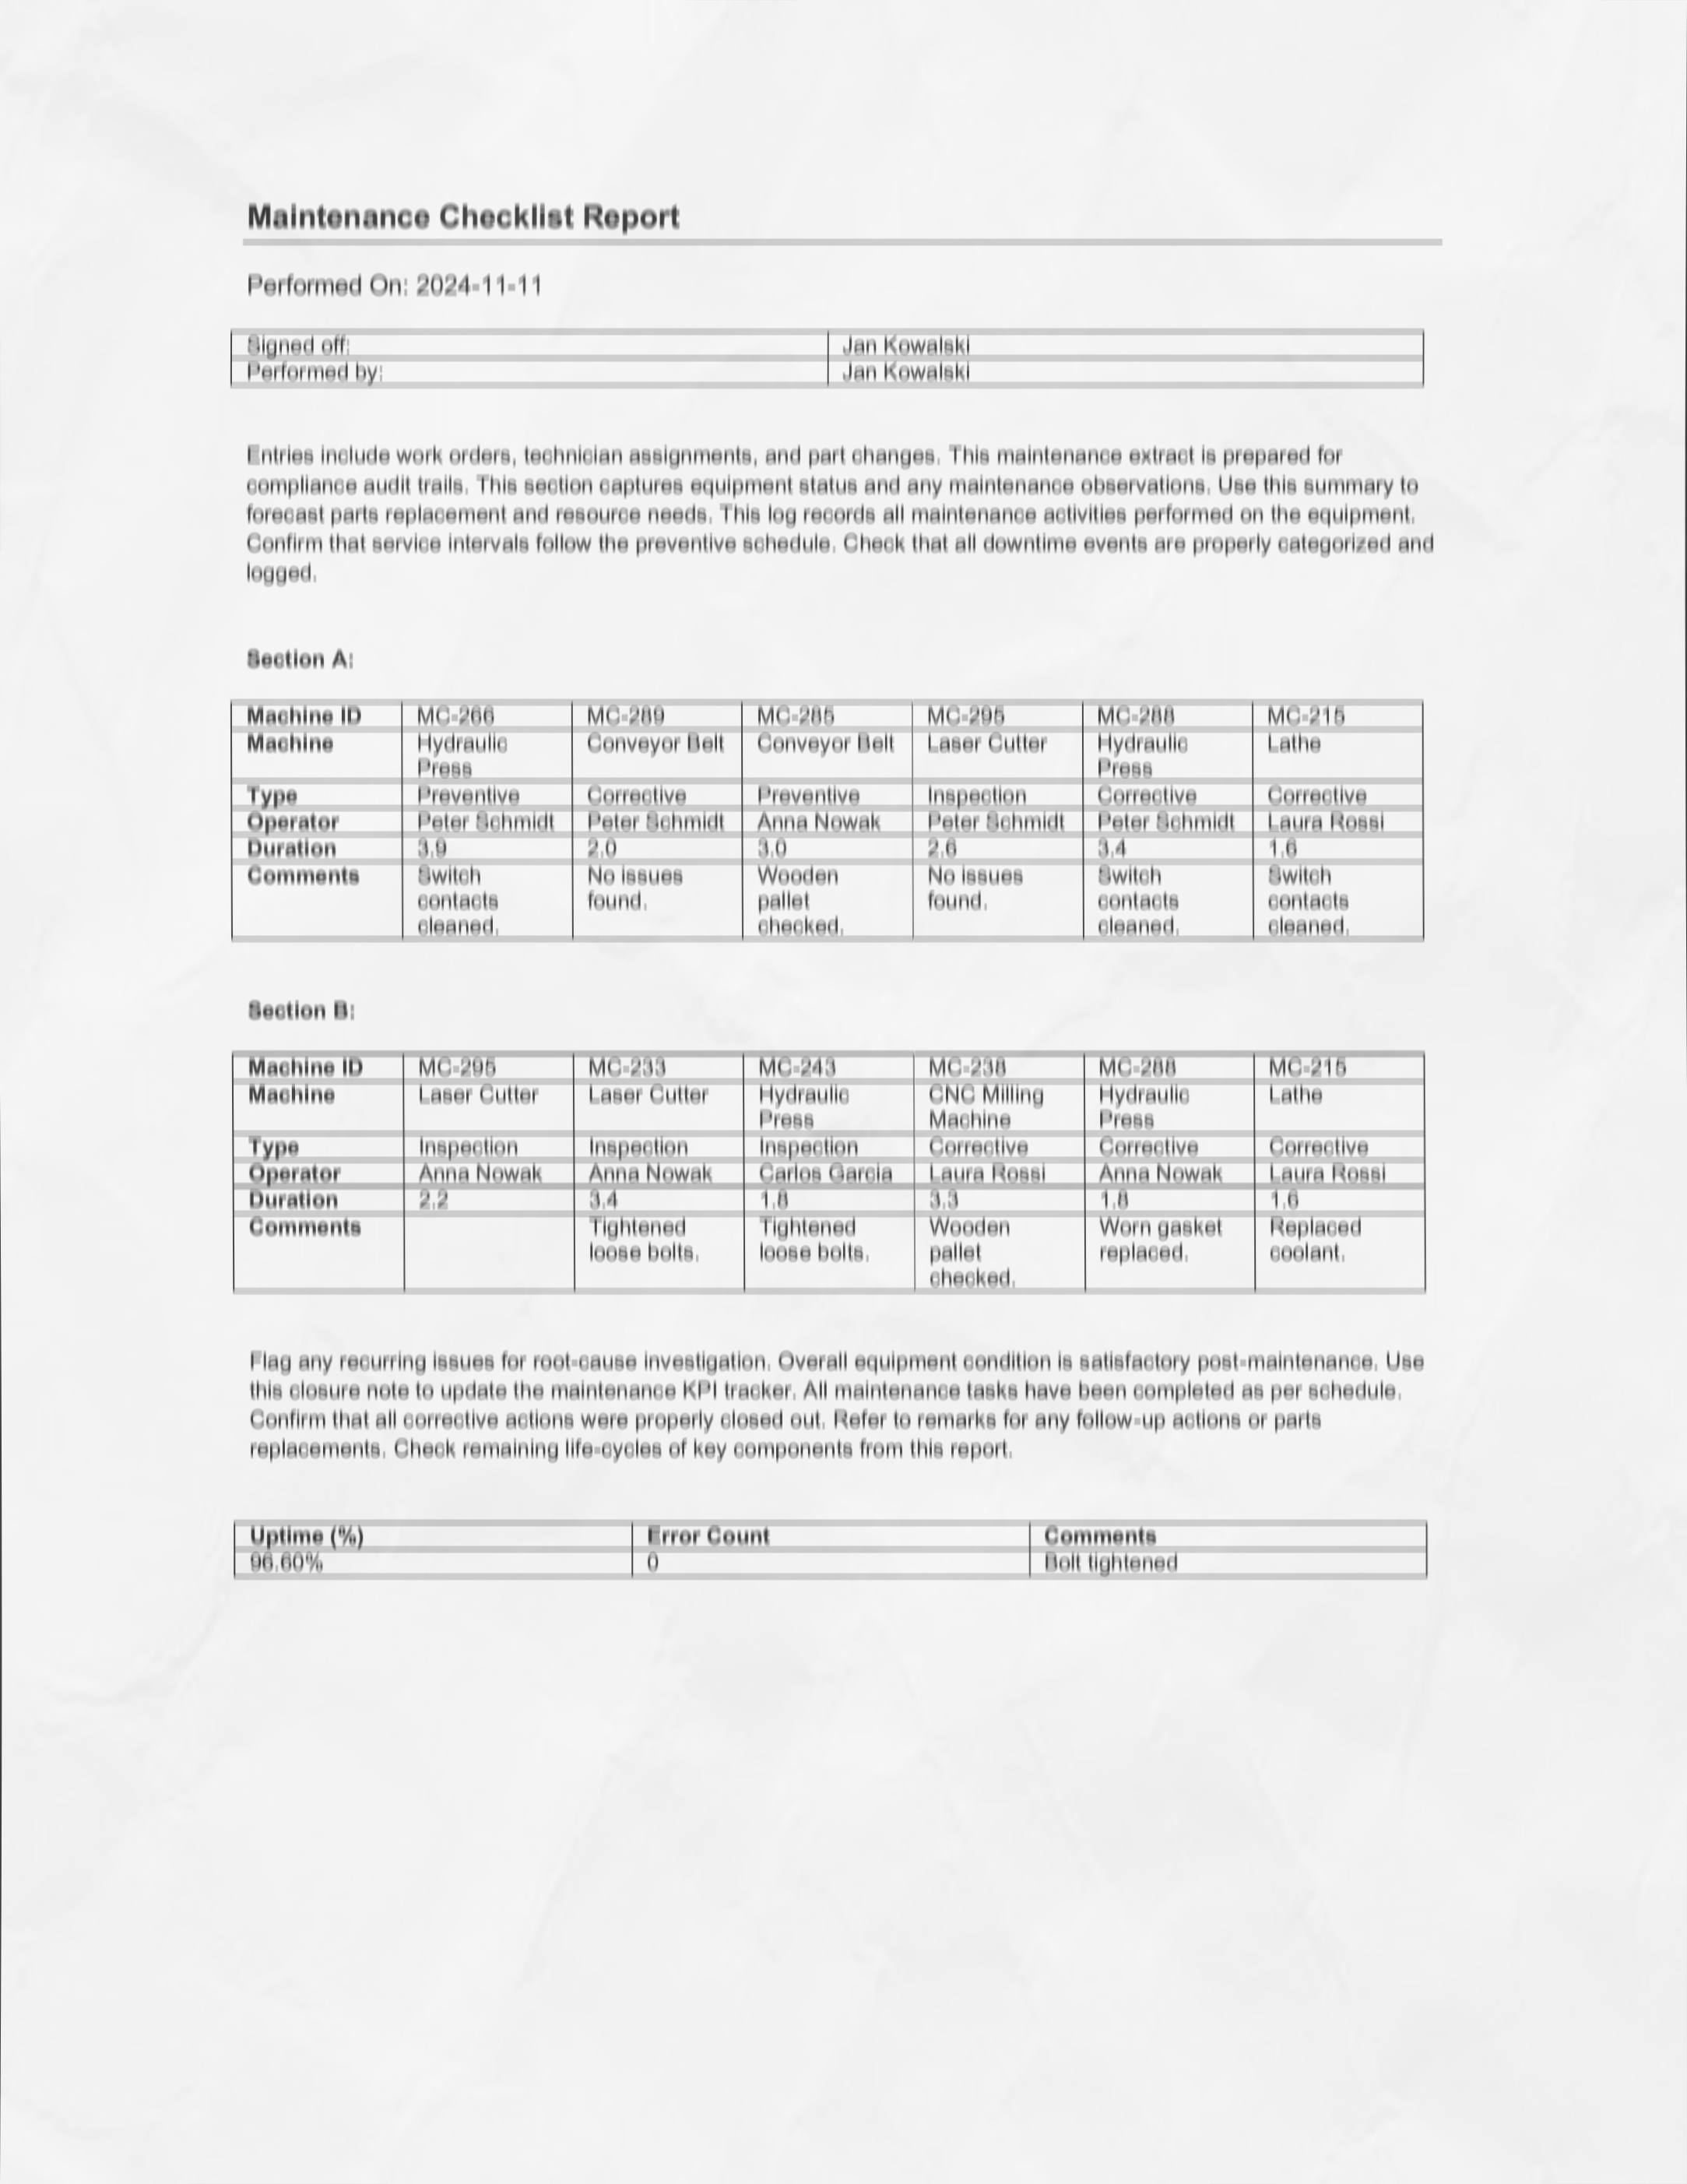 Maintenance Checklist Report
Performed On: 2024-11-11
Signed off: Jan Kowalski
Performed by: Jan Kowalski
Entries include work orders, technician assignments, and part changes. This maintenance extract is prepared for
compliance audit trails. This section captures equipment status and any maintenance observations. Use this summary to
forecast parts replacement and resource needs. This log records all maintenance activities performed on the equipment.
Confirm that service intervals follow the preventive schedule. Check that all downtime events are properly categorized and
logged.
Section A:
Machine ID MC-266 MC-289 MC-285 MC-295 MC-288 MC-215
Machine Hydraulic Conveyor Belt Conveyor Belt Laser Cutter Hydraulic Lathe
Press Press
Type Preventive Corrective Preventive Inspection Corrective Corrective
Operator Peter Schmidt Peter Schmidt Anna Nowak Peter Schmidt Peter Schmidt Laura Rossi
Duration 3.9 2.0 3.0 2.6 3.4 1.6
Comments Switch No issues Wooden No issues Switch Switch
contacts found. pallet found. contacts contacts
cleaned. checked. cleaned. cleaned.
Section B:
Machine ID MC-295 MC-233 MC-243 MC-238 MC-288 MC-215
Machine Laser Cutter Laser Cutter Hydraulic CNC Milling Hydraulic Lathe
Press Machine Press
Type Inspection Inspection Inspection Corrective Corrective Corrective
Operator Anna Nowak Anna Nowak Carlos Garcia Laura Rossi Anna Nowak Laura Rossi
Duration 2.2 3.4 1.8 3.3 1.8 1.6
Comments Tightened Tightened Wooden Worn gasket Replaced
loose bolts. loose bolts. pallet replaced. coolant.
checked.
Flag any recurring issues for root-cause investigation. Overall equipment condition is satisfactory post-maintenance. Use
this closure note to update the maintenance KPI tracker. All maintenance tasks have been completed as per schedule.
Confirm that all corrective actions were properly closed out. Refer to remarks for any follow-up actions or parts
replacements. Check remaining life-cycles of key components from this report.
Uptime (%) Error Count Comments
96.60% 0 Bolt tightened